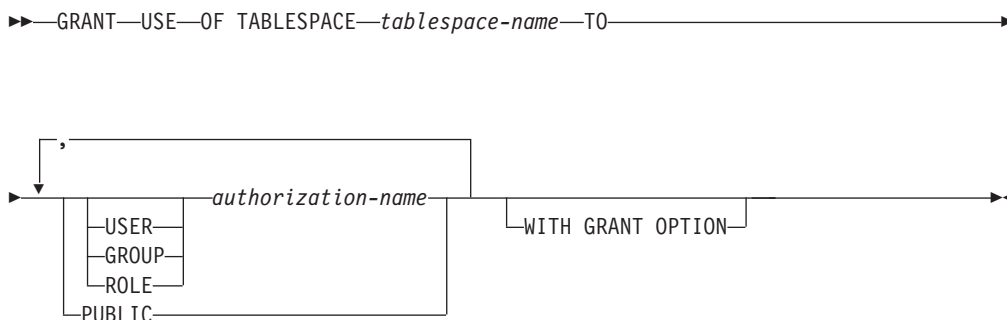 GRANT USE OF TABLESPACE tablespace-name TO
,
authorization-name
USER
WITH GRANT OPTION
GROUP
ROLE
PUBLIC